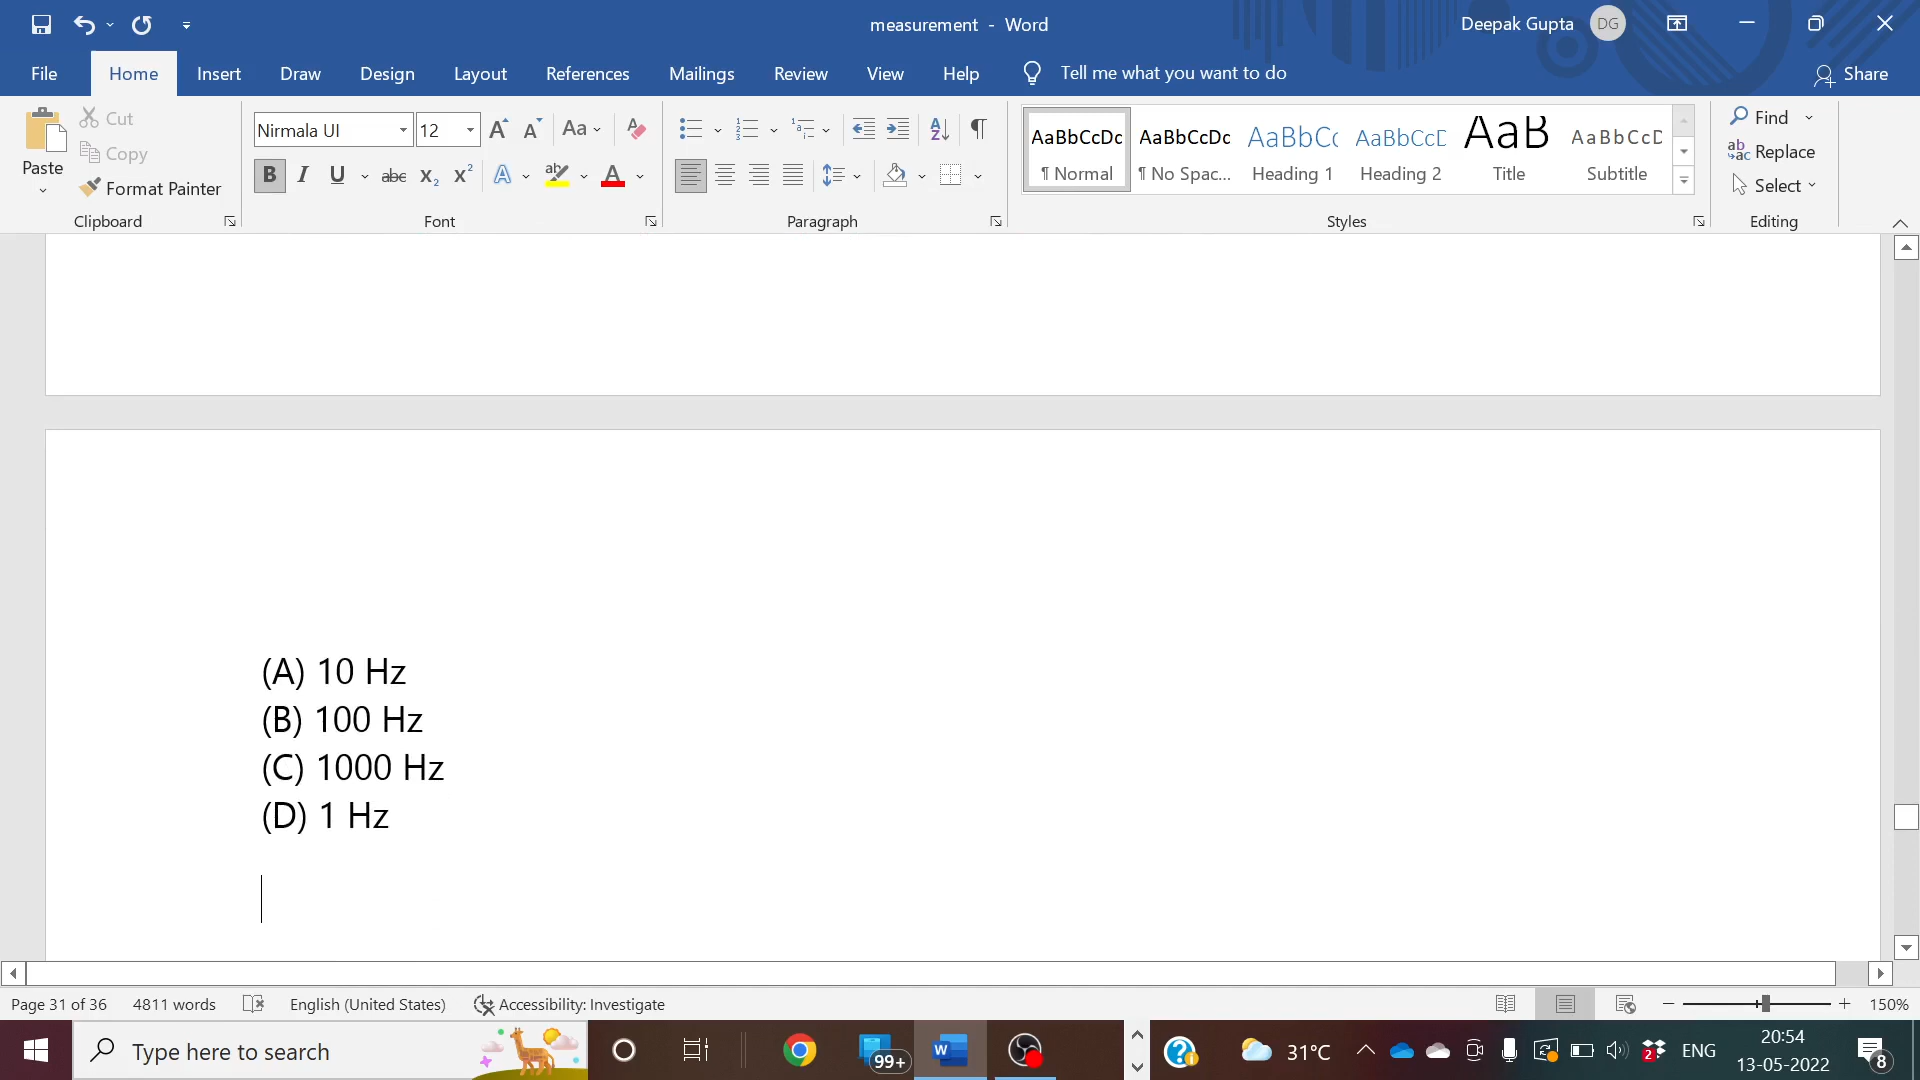 measurement - Word
Deepak Gupta DG
File Home Insert Draw Design Layout References Mailings Review View Help Tell me what you want to do Share
Paste
Cut
Copy
Format Painter
Clipboard
Nirmala UI 12
Font
Paragraph
AaBbCcDc AaBbCcDc AaBbC AaBbCcD AaB AaBbCcD
¶ Normal ¶ No Spac... Heading 1 Heading 2 Title Subtitle
Styles
Find
Replace
Select
Editing
(A) 10 Hz
(B) 100 Hz
(C) 1000 Hz
(D) 1 Hz
Page 31 of 36 4811 words English (United States) Accessibility: Investigate 150%
Type here to search 99+ 31°C ENG 20:54
13-05-2022 8